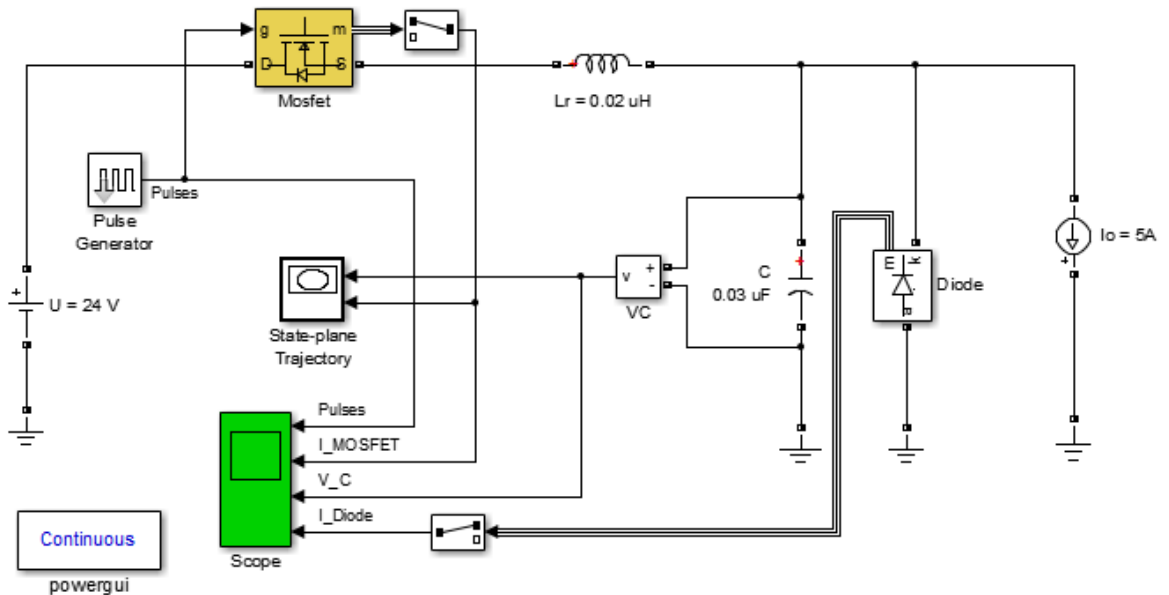 g
m
D
S
Mosfet
Lr = 0.02 uH
Pulses
Pulse
Generator
+
U = 24 V
State-plane
Trajectory
v
+
-
VC
+
C
0.03 uF
m
k
a
Diode
Io = 5A
+
Pulses
I_MOSFET
V_C
I_Diode
Scope
Continuous
powergui